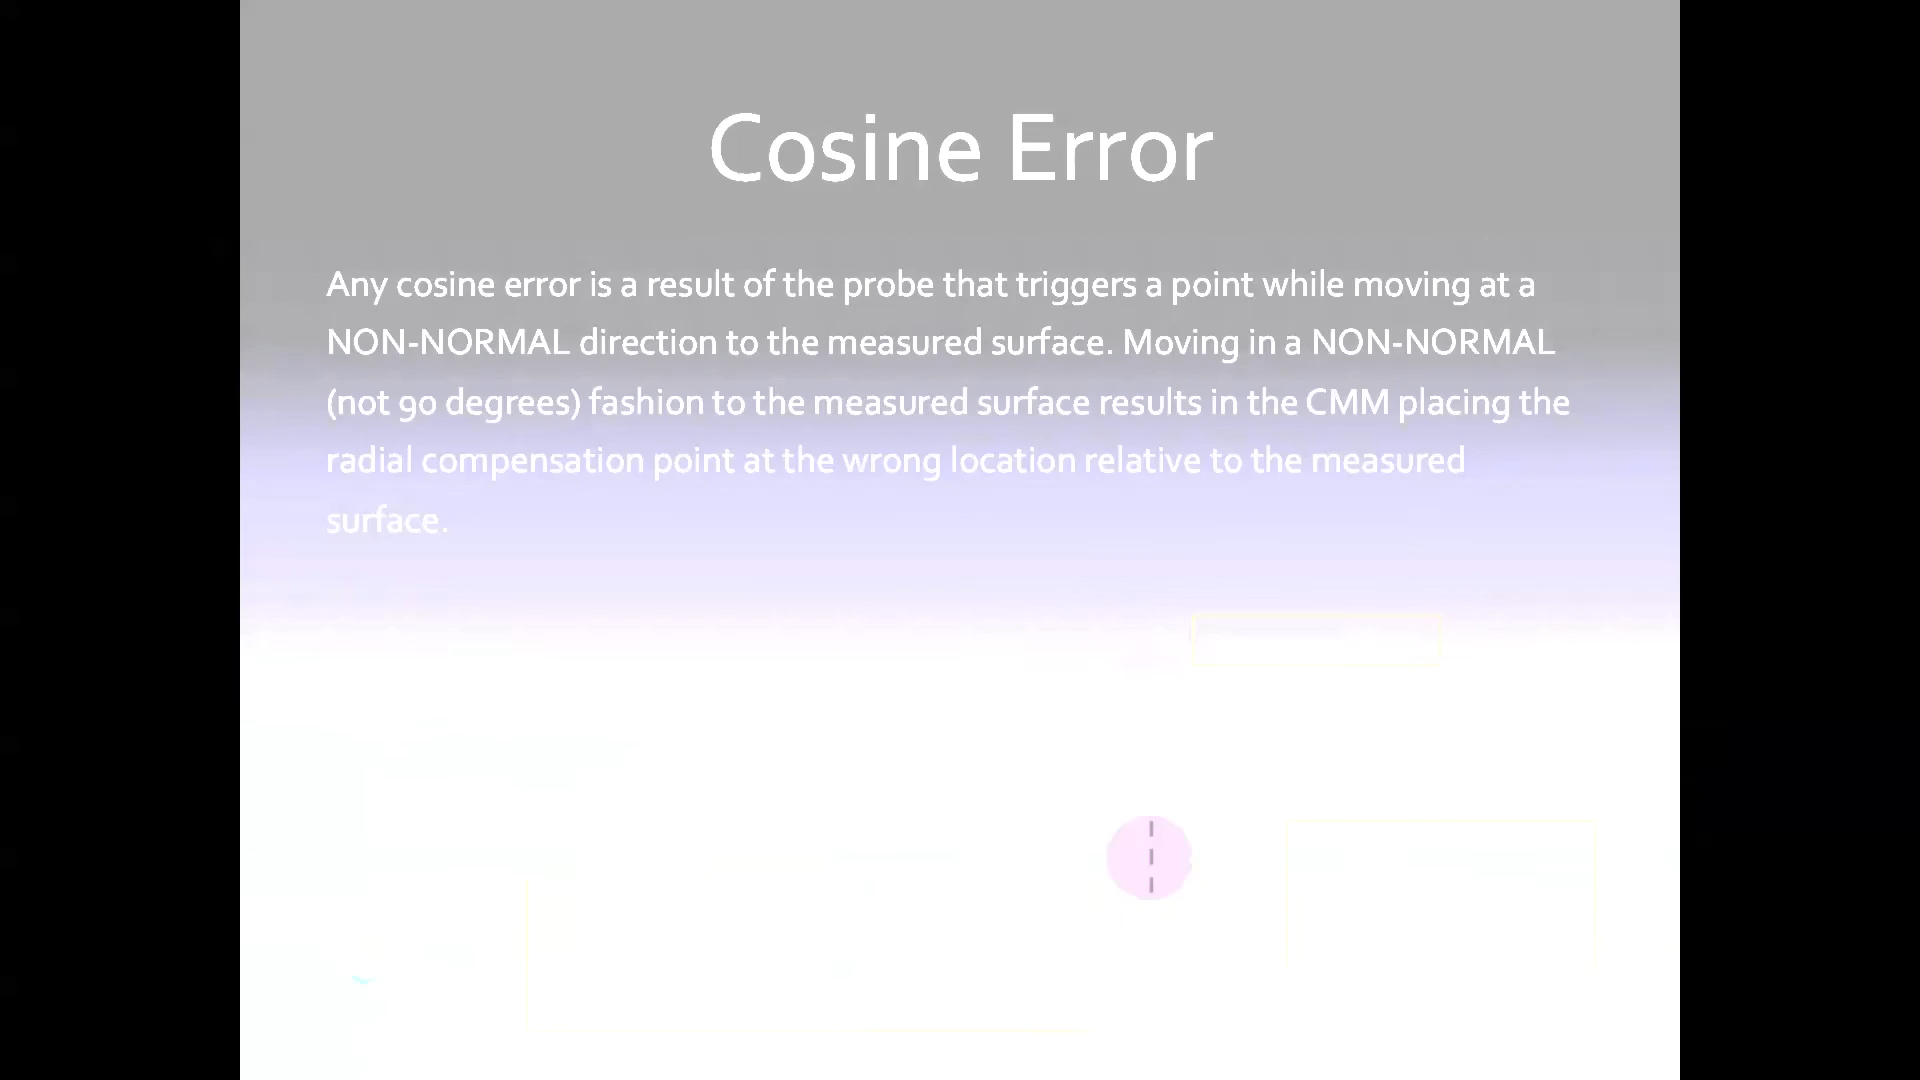 Cosine Error
Any cosine error is a result of the probe that triggers a point while moving at a
NON-NORMAL direction to the measured surface. Moving in a NON-NORMAL
(not 90 degrees) fashion to the measured surface results in the CMM placing the
radial compensation point at the wrong location relative to the measured
surface.